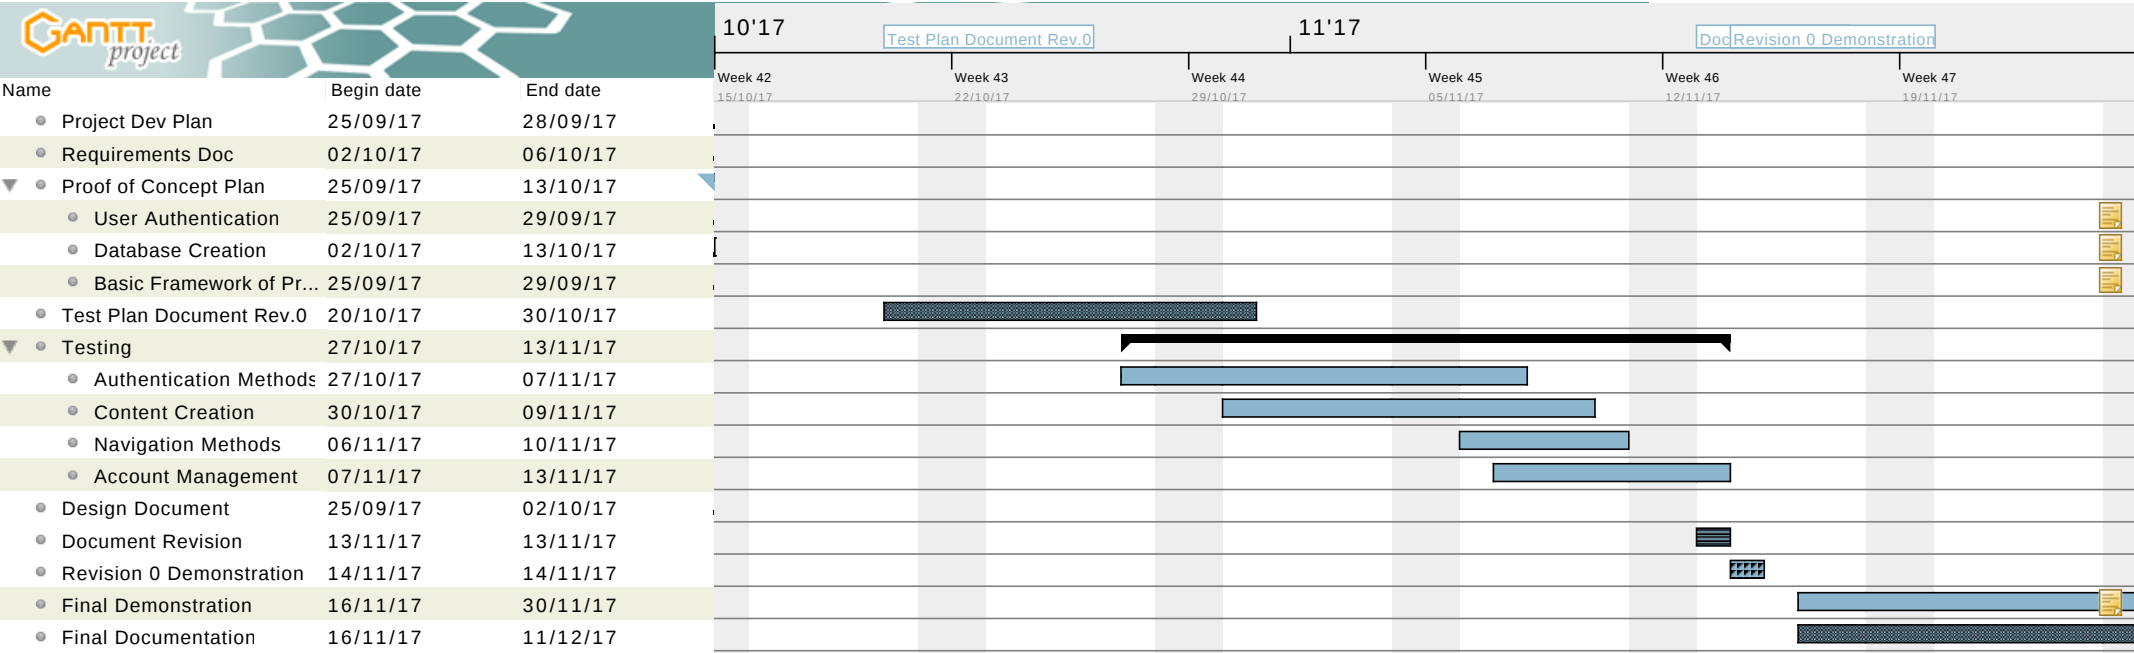 GANTT
project
10'17 11'17
Test Plan Document Rev.0 Doc Revision 0 Demonstration
Week 42 Week 43 Week 44 Week 45 Week 46 Week 47
Name Begin date End date
15/10/17 22/10/17 29/10/17 05/11/17 12/11/17 19/11/17
Project Dev Plan 25/09/17 28/09/17
Requirements Doc 02/10/17 06/10/17
Proof of Concept Plan 25/09/17 13/10/17
User Authentication 25/09/17 29/09/17
Database Creation 02/10/17 13/10/17
Basic Framework of Pr... 25/09/17 29/09/17
Test Plan Document Rev.0 20/10/17 30/10/17
Testing 27/10/17 13/11/17
Authentication Methods 27/10/17 07/11/17
Content Creation 30/10/17 09/11/17
Navigation Methods 06/11/17 10/11/17
Account Management 07/11/17 13/11/17
Design Document 25/09/17 02/10/17
Document Revision 13/11/17 13/11/17
Revision 0 Demonstration 14/11/17 14/11/17
Final Demonstration 16/11/17 30/11/17
Final Documentation 16/11/17 11/12/17